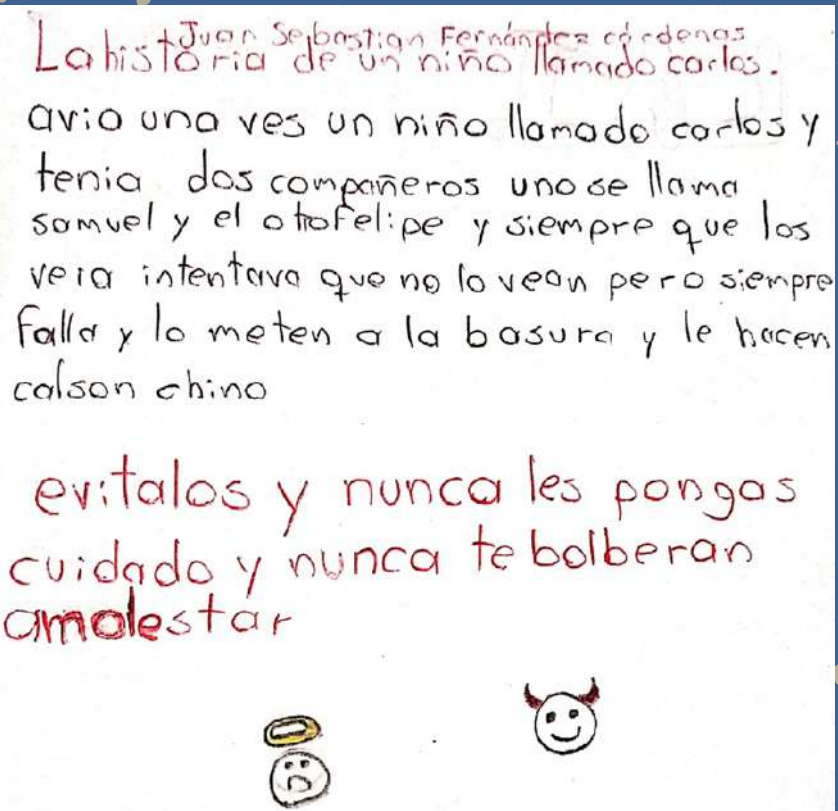 Juan Sebastian Fernández cárdenas
La historia de un niño llamado carlos.
avia una ves un niño llamado carlos y
tenia dos compañeros uno se llama
samuel y el otro Felipe y siempre que los
veia intentava que no lo vean pero siempre
falla y lo meten a la basura y le hacen
calson chino
evitalos y nunca les pongas
cuidado y nunca te bolberan
amolestar